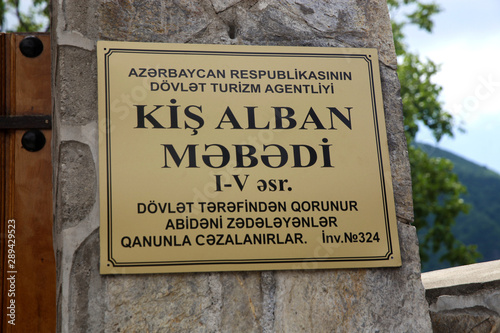 AZƏRBAYCAN RESPUBLİKASININ
DÖVLƏT TURİZM AGENTLİYİ
KİŞ ALBAN
MƏBƏDİ
I-V əsr.
DÖVLƏT TƏRƏFİNDƏN QORUNUR
ABİDƏNİ ZƏDƏLƏYƏNLƏR
QANUNLA CƏZALANIRLAR. İnv.№324
289429523